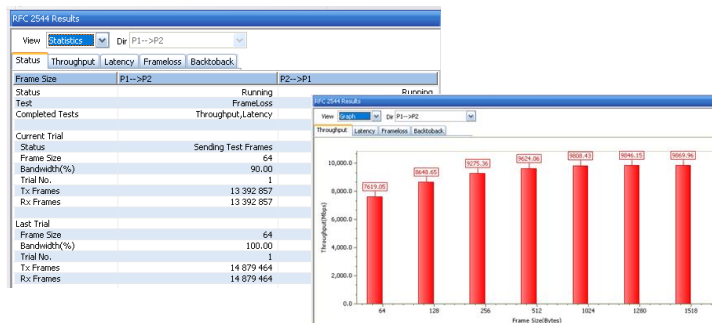 RFC 2544 Results
View Statistics Dir P1-->P2
Status Throughput Latency Frameloss Backtoback
Frame Size P1-->P2 P2-->P1
Status Running Running
Test FrameLoss
Completed Tests Throughput,Latency
Current Trial
Status Sending Test Frames
Frame Size 64
Bandwidth(%) 90.00
Trial No. 1
Tx Frames 13 392 857
Rx Frames 13 392 857
Last Trial
Frame Size 64
Bandwidth(%) 100.00
Trial No. 1
Tx Frames 14 879 464
Rx Frames 14 879 464
RFC 2544 Results
View Graph Dir P1-->P2
Throughput Latency Frameloss Backtoback
Throughput(Mbps)
10,000.0
8,000.0
6,000.0
4,000.0
2,000.0
0.0
7619.05 8648.65 9275.36 9624.06 9808.43 9846.15 9869.96
64 128 256 512 1024 1280 1518
Frame Size(Bytes)